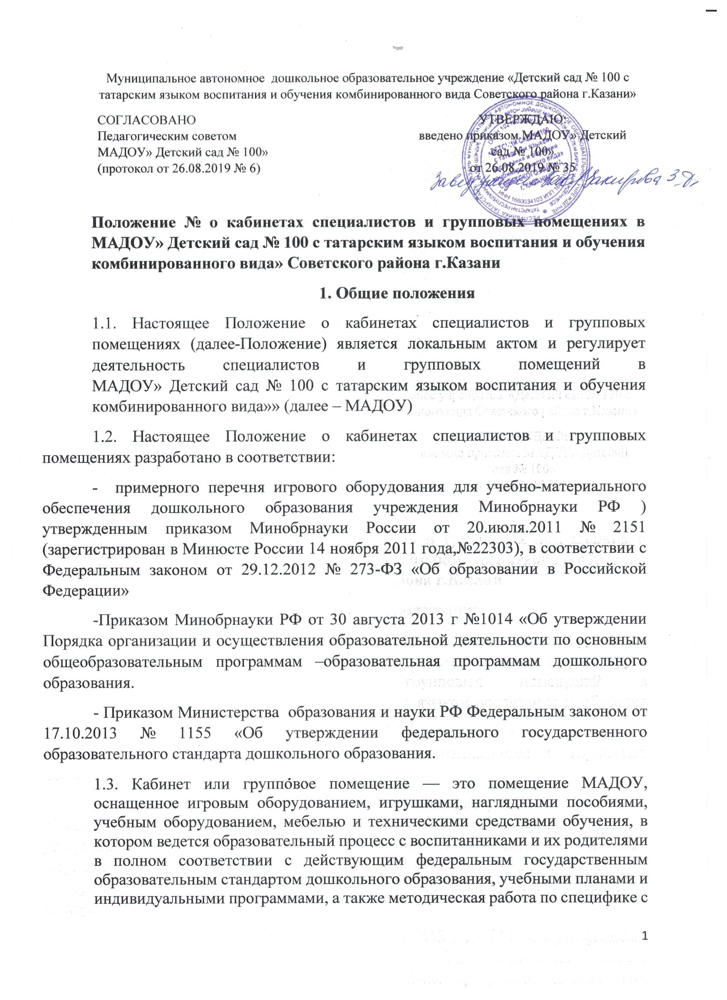 Муниципальное автономное дошкольное образовательное учреждение «Детский сад № 100 с
татарским языком воспитания и обучения комбинированного вида Советского района г.Казани»
СОГЛАСОВАНО
Педагогическим советом
МАДОУ» Детский сад № 100»
(протокол от 26.08.2019 № 6)
УТВЕРЖДАЮ:
введено приказом МАДОУ» Детский
сад № 100»
от 26.08.2019 № 35
Заведующая Закирова З.Д.
ИНН 1660034103 КПП
Положение № о кабинетах специалистов и групповых помещениях в
МАДОУ» Детский сад № 100 с татарским языком воспитания и обучения
комбинированного вида» Советского района г.Казани
1. Общие положения
1.1. Настоящее Положение о кабинетах специалистов и групповых
помещениях (далее-Положение) является локальным актом и регулирует
деятельность специалистов и групповых помещений в
МАДОУ» Детский сад № 100 с татарским языком воспитания и обучения
комбинированного вида»» (далее – МАДОУ)
1.2. Настоящее Положение о кабинетах специалистов и групповых
помещениях разработано в соответствии:
- примерного перечня игрового оборудования для учебно-материального
обеспечения дошкольного образования учреждения Минобрнауки РФ )
утвержденным приказом Минобрнауки России от 20.июля.2011 № 2151
(зарегистрирован в Минюсте России 14 ноября 2011 года,№22303), в соответствии с
Федеральным законом от 29.12.2012 № 273-ФЗ «Об образовании в Российской
Федерации»
-Приказом Минобрнауки РФ от 30 августа 2013 г №1014 «Об утверждении
Порядка организации и осуществления образовательной деятельности по основным
общеобразовательным программам –образовательная программам дошкольного
образования.
- Приказом Министерства образования и науки РФ Федеральным законом от
17.10.2013 № 1155 «Об утверждении федерального государственного
образовательного стандарта дошкольного образования.
1.3. Кабинет или групповое помещение — это помещение МАДОУ,
оснащенное игровым оборудованием, игрушками, наглядными пособиями,
учебным оборудованием, мебелью и техническими средствами обучения, в
котором ведется образовательный процесс с воспитанниками и их родителями
в полном соответствии с действующим федеральным государственным
образовательным стандартом дошкольного образования, учебными планами и
индивидуальными программами, а также методическая работа по специфике с
1